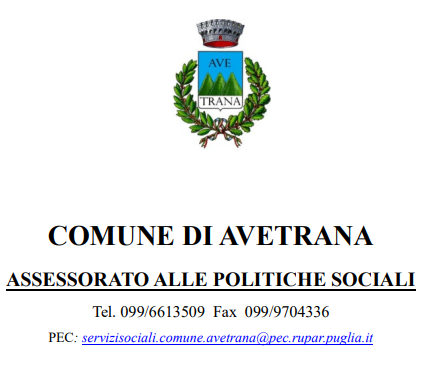 AVE
TRANA
COMUNE DI AVETRANA
ASSESSORATO ALLE POLITICHE SOCIALI
Tel. 099/6613509 Fax 099/9704336
PEC: servizisociali.comune.avetrana@pec.rupar.puglia.it